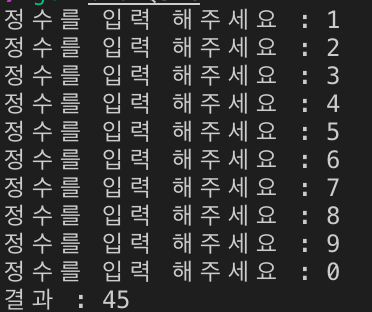 정수를 입력 해주세요 : 1
정수를 입력 해주세요 : 2
정수를 입력 해주세요 : 3
정수를 입력 해주세요 : 4
정수를 입력 해주세요 : 5
정수를 입력 해주세요 : 6
정수를 입력 해주세요 : 7
정수를 입력 해주세요 : 8
정수를 입력 해주세요 : 9
정수를 입력 해주세요 : 0
결과 : 45